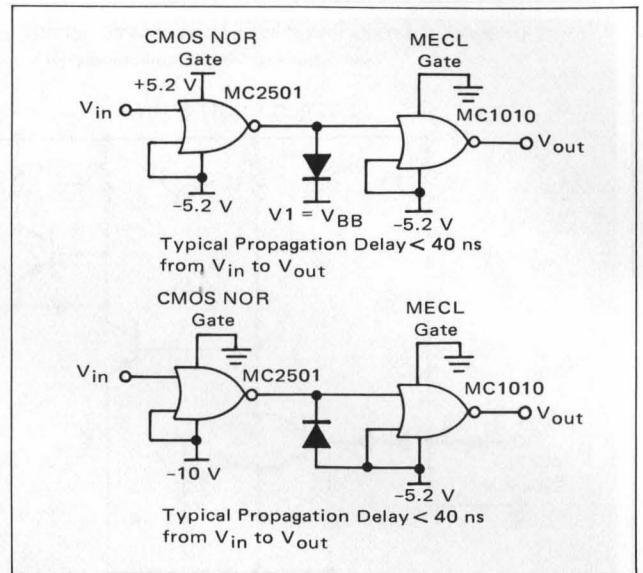 CMOS NOR
Gate
+5.2 V
MC2501
Vin
-5.2 V
MECL
Gate
MC1010
Vout
V1 = VBB
-5.2 V
Typical Propagation Delay < 40 ns
from Vin to Vout
CMOS NOR
Gate
MC2501
Vin
-10 V
MECL
Gate
MC1010
Vout
-5.2 V
Typical Propagation Delay < 40 ns
from Vin to Vout